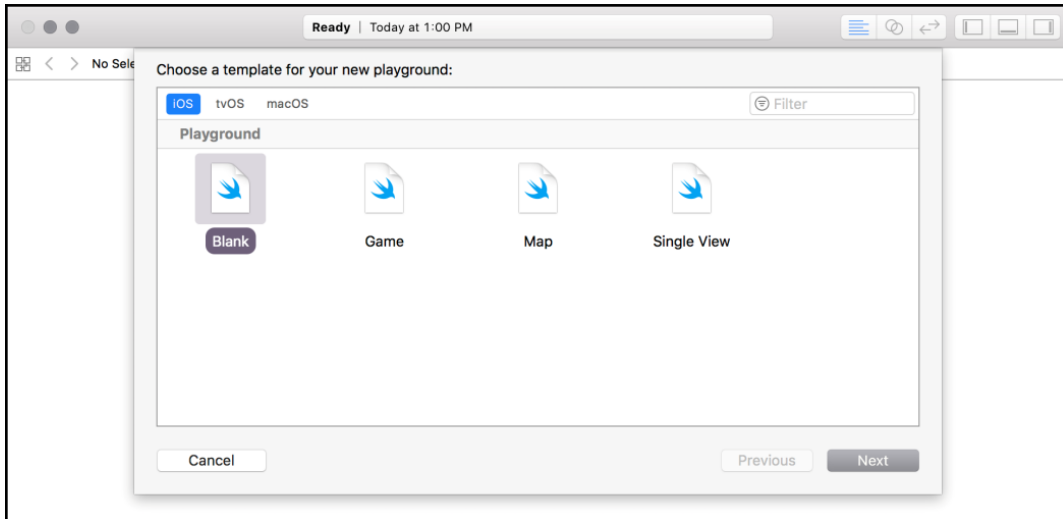 Ready | Today at 1:00 PM
No Sele
Choose a template for your new playground:
iOS tvOS macOS Filter
Playground
Blank Game Map Single View
Cancel Previous Next